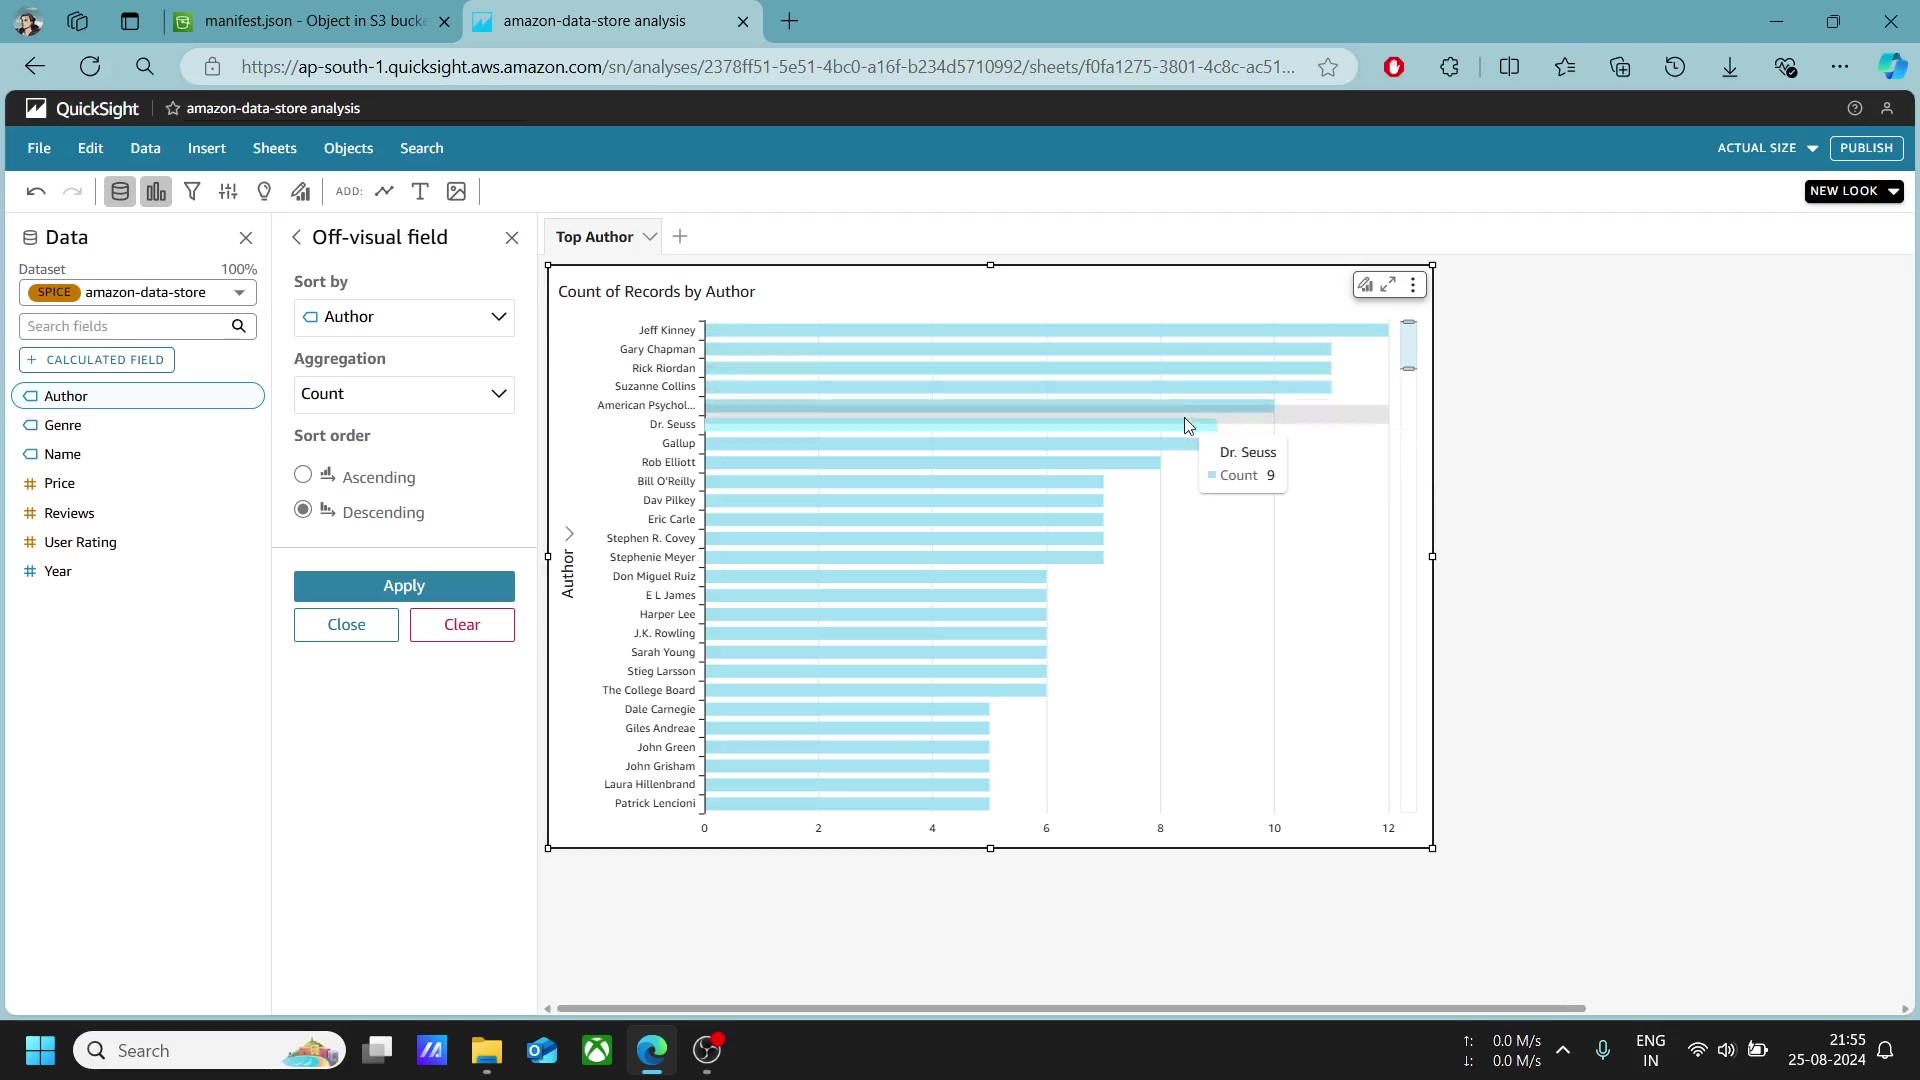 manifest.json - Object in S3 bucke
amazon-data-store analysis
https://ap-south-1.quicksight.aws.amazon.com/sn/analyses/2378ff51-5e51-4bc0-a16f-b234d5710992/sheets/f0fa1275-3801-4c8c-ac51...
QuickSight
amazon-data-store analysis
File
Edit
Data
Insert
Sheets
Objects
Search
ACTUAL SIZE
PUBLISH
ADD:
NEW LOOK
Data
Dataset
100%
SPICE
amazon-data-store
Search fields
+ CALCULATED FIELD
Author
Genre
Name
Price
Reviews
User Rating
Year
Off-visual field
Sort by
Author
Aggregation
Count
Sort order
Ascending
Descending
Apply
Close
Clear
Top Author
Count of Records by Author
Author
Jeff Kinney
Gary Chapman
Rick Riordan
Suzanne Collins
American Psychol...
Dr. Seuss
Gallup
Rob Elliott
Bill O'Reilly
Dav Pilkey
Eric Carle
Stephen R. Covey
Stephenie Meyer
Don Miguel Ruiz
E L James
Harper Lee
J.K. Rowling
Sarah Young
Stieg Larsson
The College Board
Dale Carnegie
Giles Andreae
John Green
John Grisham
Laura Hillenbrand
Patrick Lencioni
0 2 4 6 8 10 12
Dr. Seuss
Count 9
Search
0.0 M/s
0.0 M/s
ENG
IN
21:55
25-08-2024